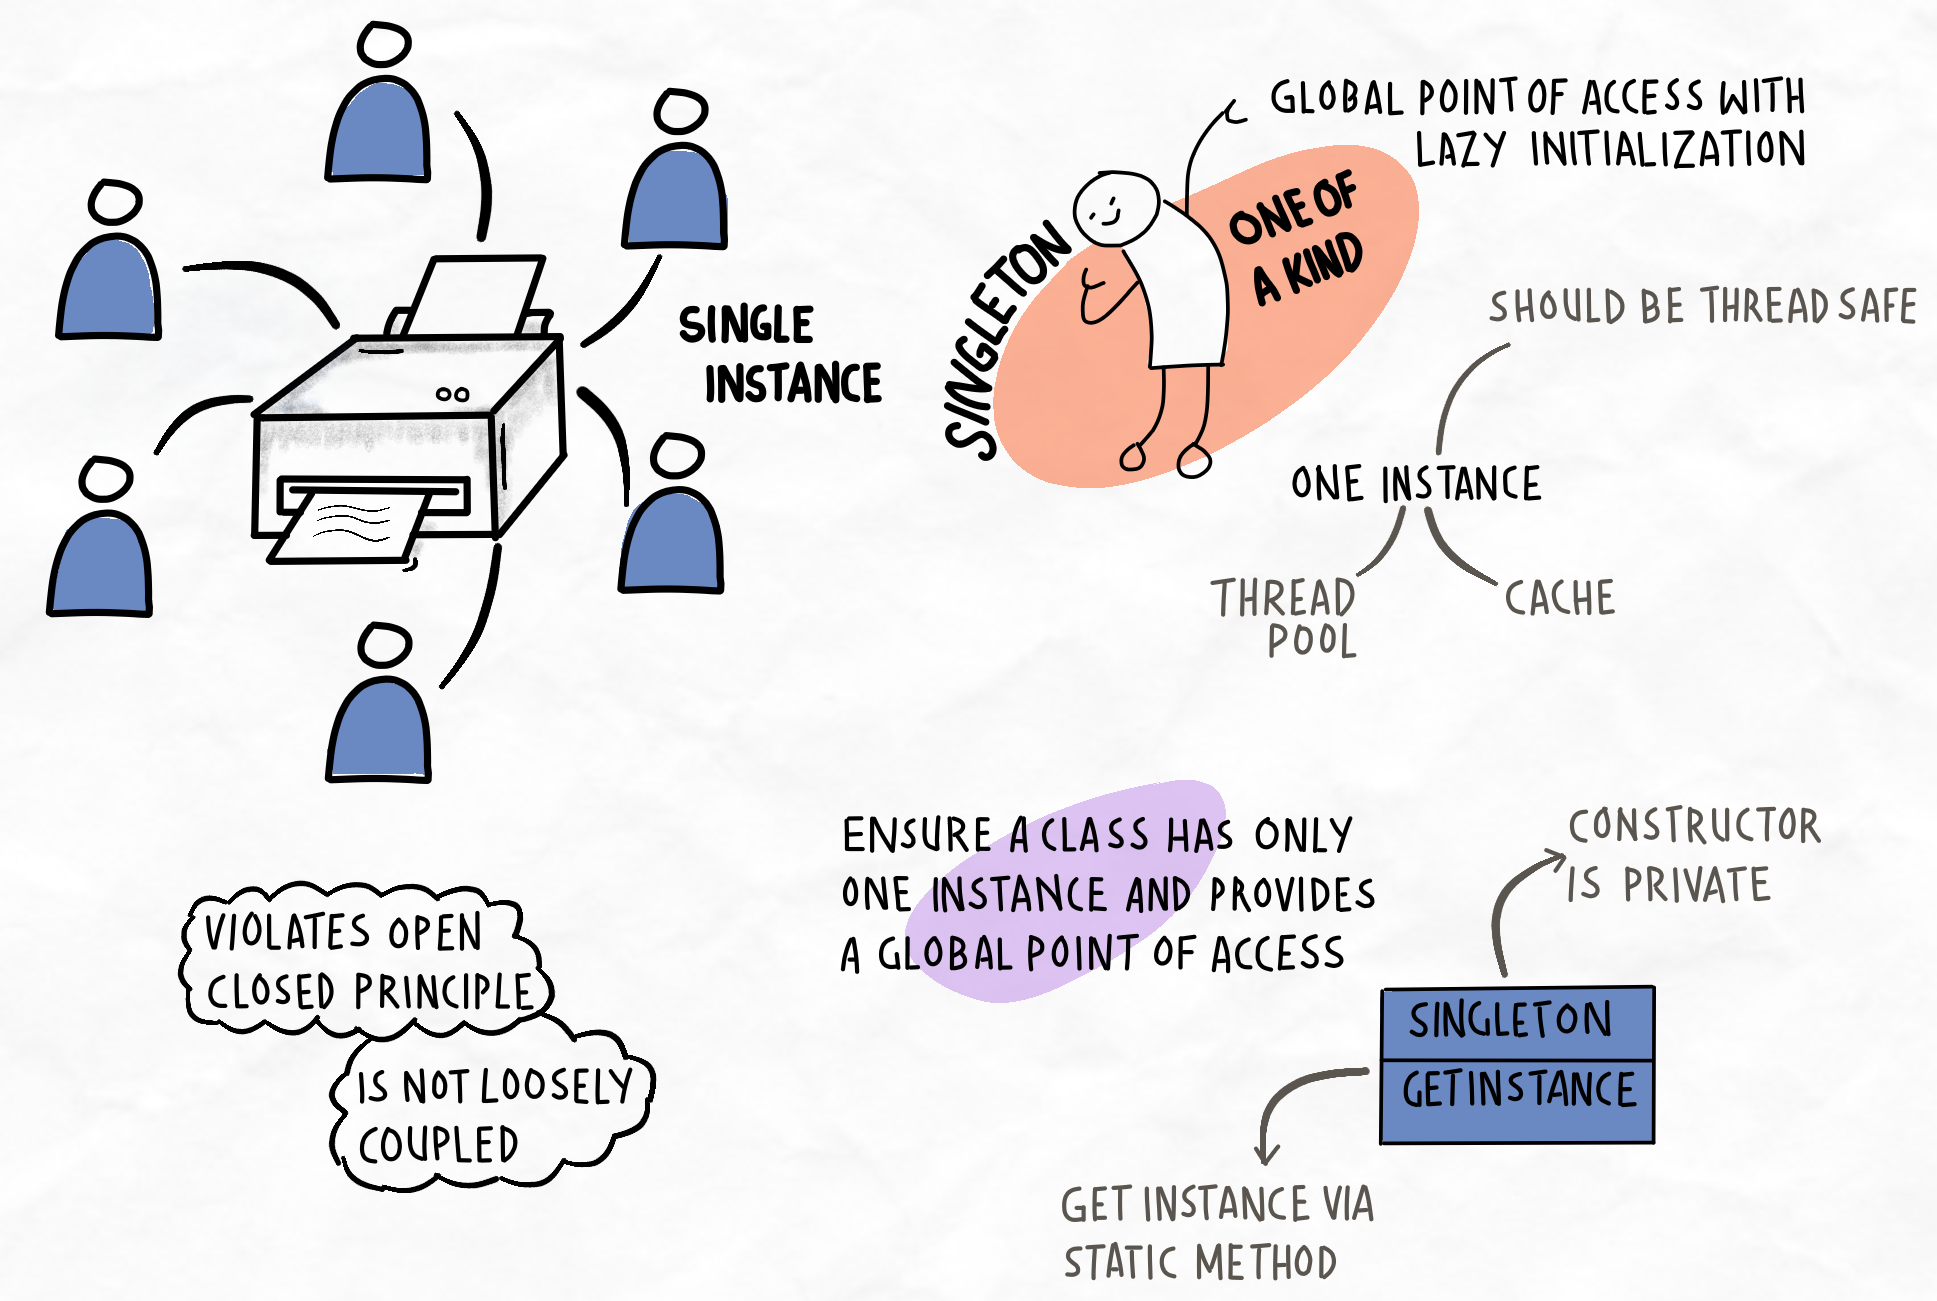 SINGLE
INSTANCE
GLOBAL POINT OF ACCESS WITH
LAZY INITIALIZATION
SINGLETON
ONE OF
A KIND
SHOULD BE THREAD SAFE
ONE INSTANCE
THREAD
POOL
CACHE
ENSURE A CLASS HAS ONLY
ONE INSTANCE AND PROVIDES
A GLOBAL POINT OF ACCESS
VIOLATES OPEN
CLOSED PRINCIPLE
IS NOT LOOSELY
COUPLED
CONSTRUCTOR
IS PRIVATE
SINGLETON
GETINSTANCE
GET INSTANCE VIA
STATIC METHOD